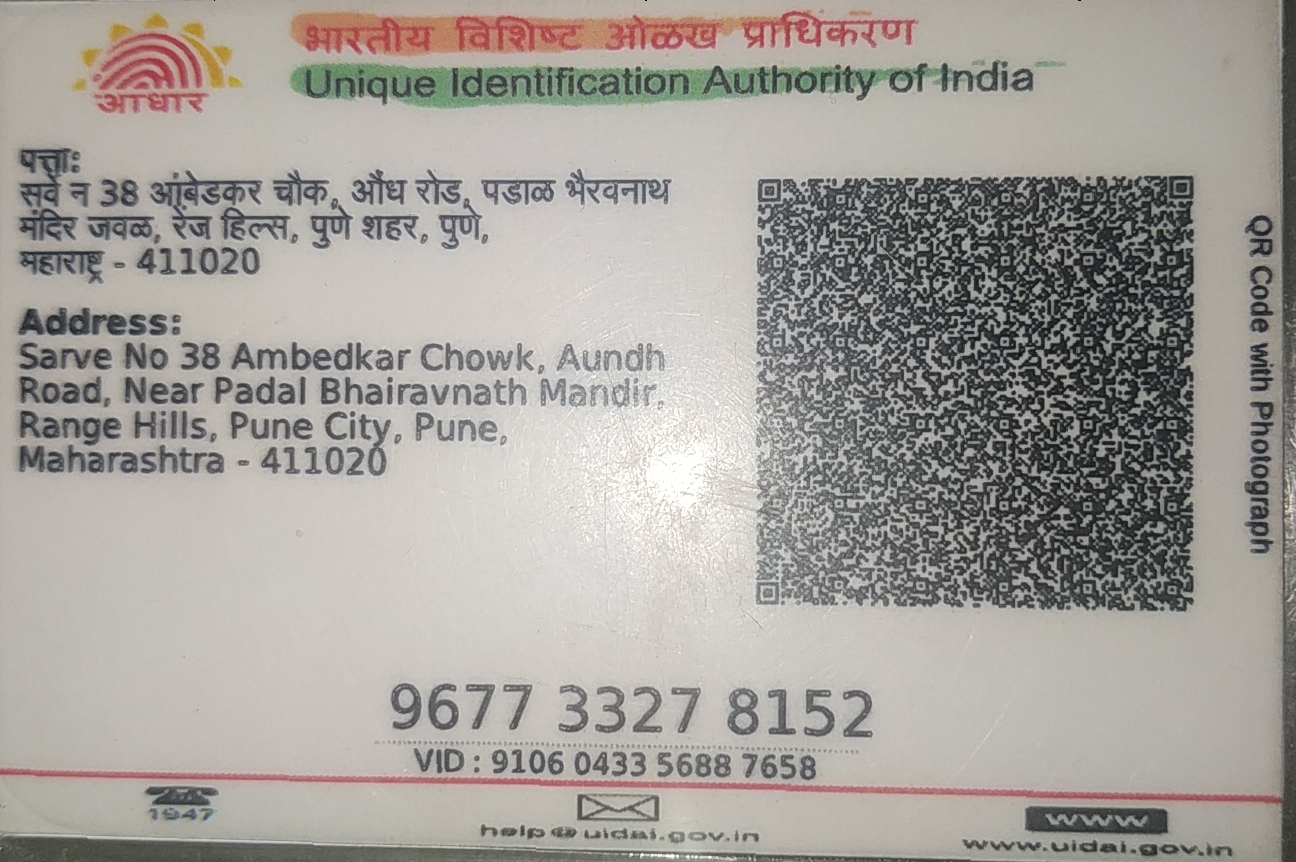 भारतीय विशिष्ट ओळख प्राधिकरण
Unique Identification Authority of India
आधार
पत्ता:
सर्वे न 38 आंबेडकर चौक, औंध रोड, पडाळ भैरवनाथ
मंदिर जवळ, रेंज हिल्स, पुणे शहर, पुणे,
महाराष्ट्र - 411020
Address:
Sarve No 38 Ambedkar Chowk, Aundh
Road, Near Padal Bhairavnath Mandir,
Range Hills, Pune City, Pune,
Maharashtra - 411020
QR Code with Photograph
9677 3327 8152
VID : 9106 0433 5688 7658
1947
help@uidai.gov.in
www
www.uidai.gov.in